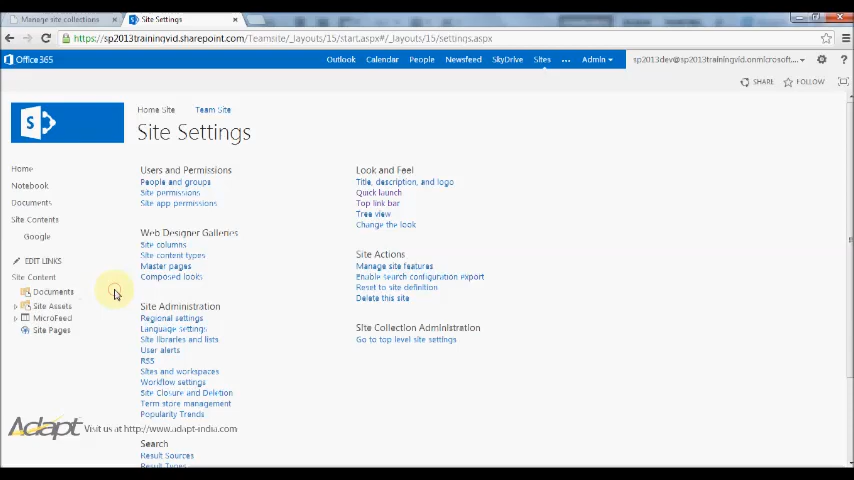 Manage site collections
Site Settings
https://sp2013trainingvid.sharepoint.com/Teamsite/_layouts/15/start.aspx#/_layouts/15/settings.aspx
Office 365
Outlook Calendar People Newsfeed SkyDrive Sites ... Admin
sp2013dev@sp2013trainingvid.onmicrosoft....
?
SHARE FOLLOW
S
Home Site Team Site
Site Settings
Home
Notebook
Documents
Site Contents
Google
EDIT LINKS
Site Content
Documents
Site Assets
MicroFeed
Site Pages
Users and Permissions
People and groups
Site permissions
Site app permissions
Web Designer Galleries
Site columns
Site content types
Master pages
Composed looks
Site Administration
Regional settings
Language settings
Site libraries and lists
User alerts
RSS
Sites and workspaces
Workflow settings
Site Closure and Deletion
Term store management
Popularity Trends
Search
Result Sources
Result Types
Look and Feel
Title, description, and logo
Quick launch
Top link bar
Tree view
Change the look
Site Actions
Manage site features
Enable search configuration export
Reset to site definition
Delete this site
Site Collection Administration
Go to top level site settings
Adapt
Visit us at http://www.adapt-india.com